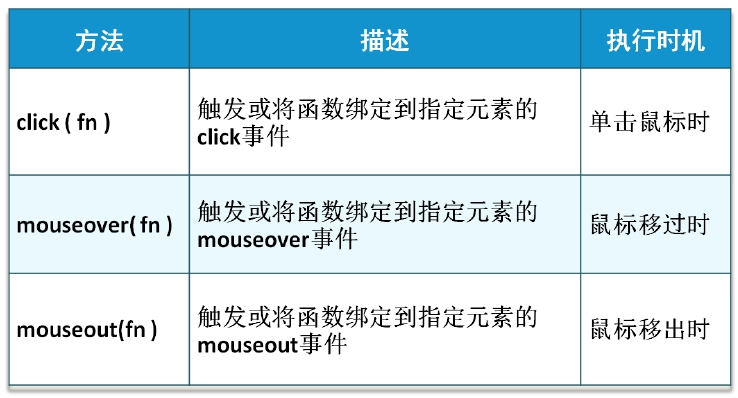 方法 描述 执行时机
click ( fn ) 触发或将函数绑定到指定元素的 单击鼠标时
click事件
mouseover( fn ) 触发或将函数绑定到指定元素的 鼠标移过时
mouseover事件
mouseout(fn ) 触发或将函数绑定到指定元素的 鼠标移出时
mouseout事件